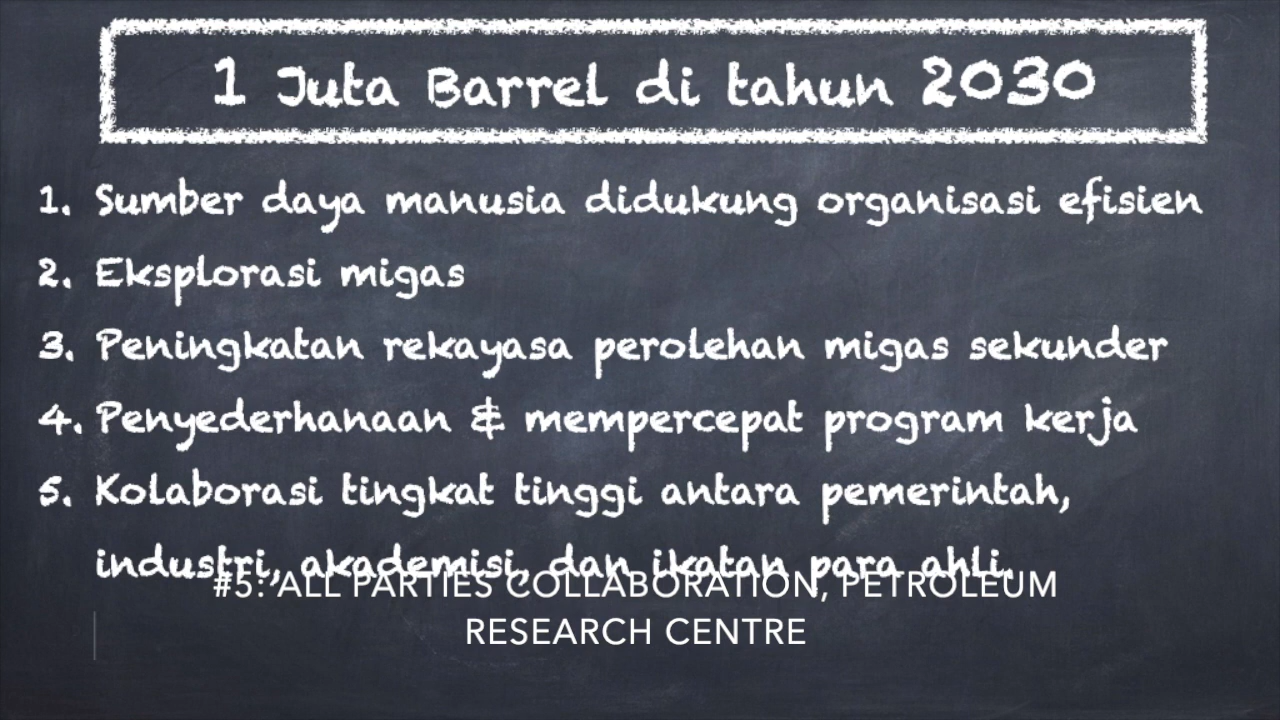 1 Juta Barrel di tahun 2030
1. Sumber daya manusia didukung organisasi efisien
2. Eksplorasi migas
3. Peningkatan rekayasa perolehan migas sekunder
4. Penyederhanaan & mempercepat program kerja
5. Kolaborasi tingkat tinggi antara pemerintah,
industri, akademisi, dan ikatan para ahli.
#5: ALL PARTIES COLLABORATION, PETROLEUM
RESEARCH CENTRE